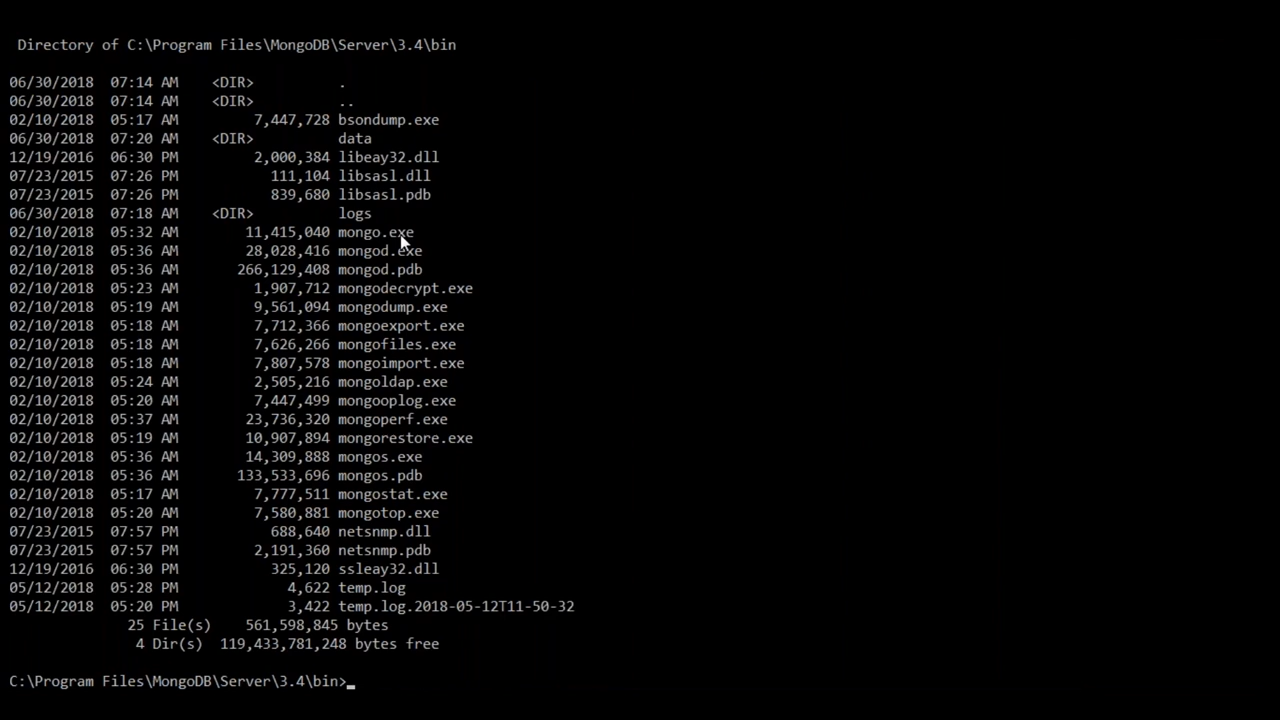 Directory of C:\Program Files\MongoDB\Server\3.4\bin
06/30/2018 07:14 AM <DIR> .
06/30/2018 07:14 AM <DIR> ..
02/10/2018 05:17 AM 7,447,728 bsondump.exe
06/30/2018 07:20 AM <DIR> data
12/19/2016 06:30 PM 2,000,384 libeay32.dll
07/23/2015 07:26 PM 111,104 libsasl.dll
07/23/2015 07:26 PM 839,680 libsasl.pdb
06/30/2018 07:18 AM <DIR> logs
02/10/2018 05:32 AM 11,415,040 mongo.exe
02/10/2018 05:36 AM 28,028,416 mongod.exe
02/10/2018 05:36 AM 266,129,408 mongod.pdb
02/10/2018 05:23 AM 1,907,712 mongodecrypt.exe
02/10/2018 05:19 AM 9,561,094 mongodump.exe
02/10/2018 05:18 AM 7,712,366 mongoexport.exe
02/10/2018 05:18 AM 7,626,266 mongofiles.exe
02/10/2018 05:18 AM 7,807,578 mongoimport.exe
02/10/2018 05:24 AM 2,505,216 mongoldap.exe
02/10/2018 05:20 AM 7,447,499 mongooplog.exe
02/10/2018 05:37 AM 23,736,320 mongoperf.exe
02/10/2018 05:19 AM 10,907,894 mongorestore.exe
02/10/2018 05:36 AM 14,309,888 mongos.exe
02/10/2018 05:36 AM 133,533,696 mongos.pdb
02/10/2018 05:17 AM 7,777,511 mongostat.exe
02/10/2018 05:20 AM 7,580,881 mongotop.exe
07/23/2015 07:57 PM 688,640 netsnmp.dll
07/23/2015 07:57 PM 2,191,360 netsnmp.pdb
12/19/2016 06:30 PM 325,120 ssleay32.dll
05/12/2018 05:28 PM 4,622 temp.log
05/12/2018 05:20 PM 3,422 temp.log.2018-05-12T11-50-32
25 File(s) 561,598,845 bytes
4 Dir(s) 119,433,781,248 bytes free
C:\Program Files\MongoDB\Server\3.4\bin>_